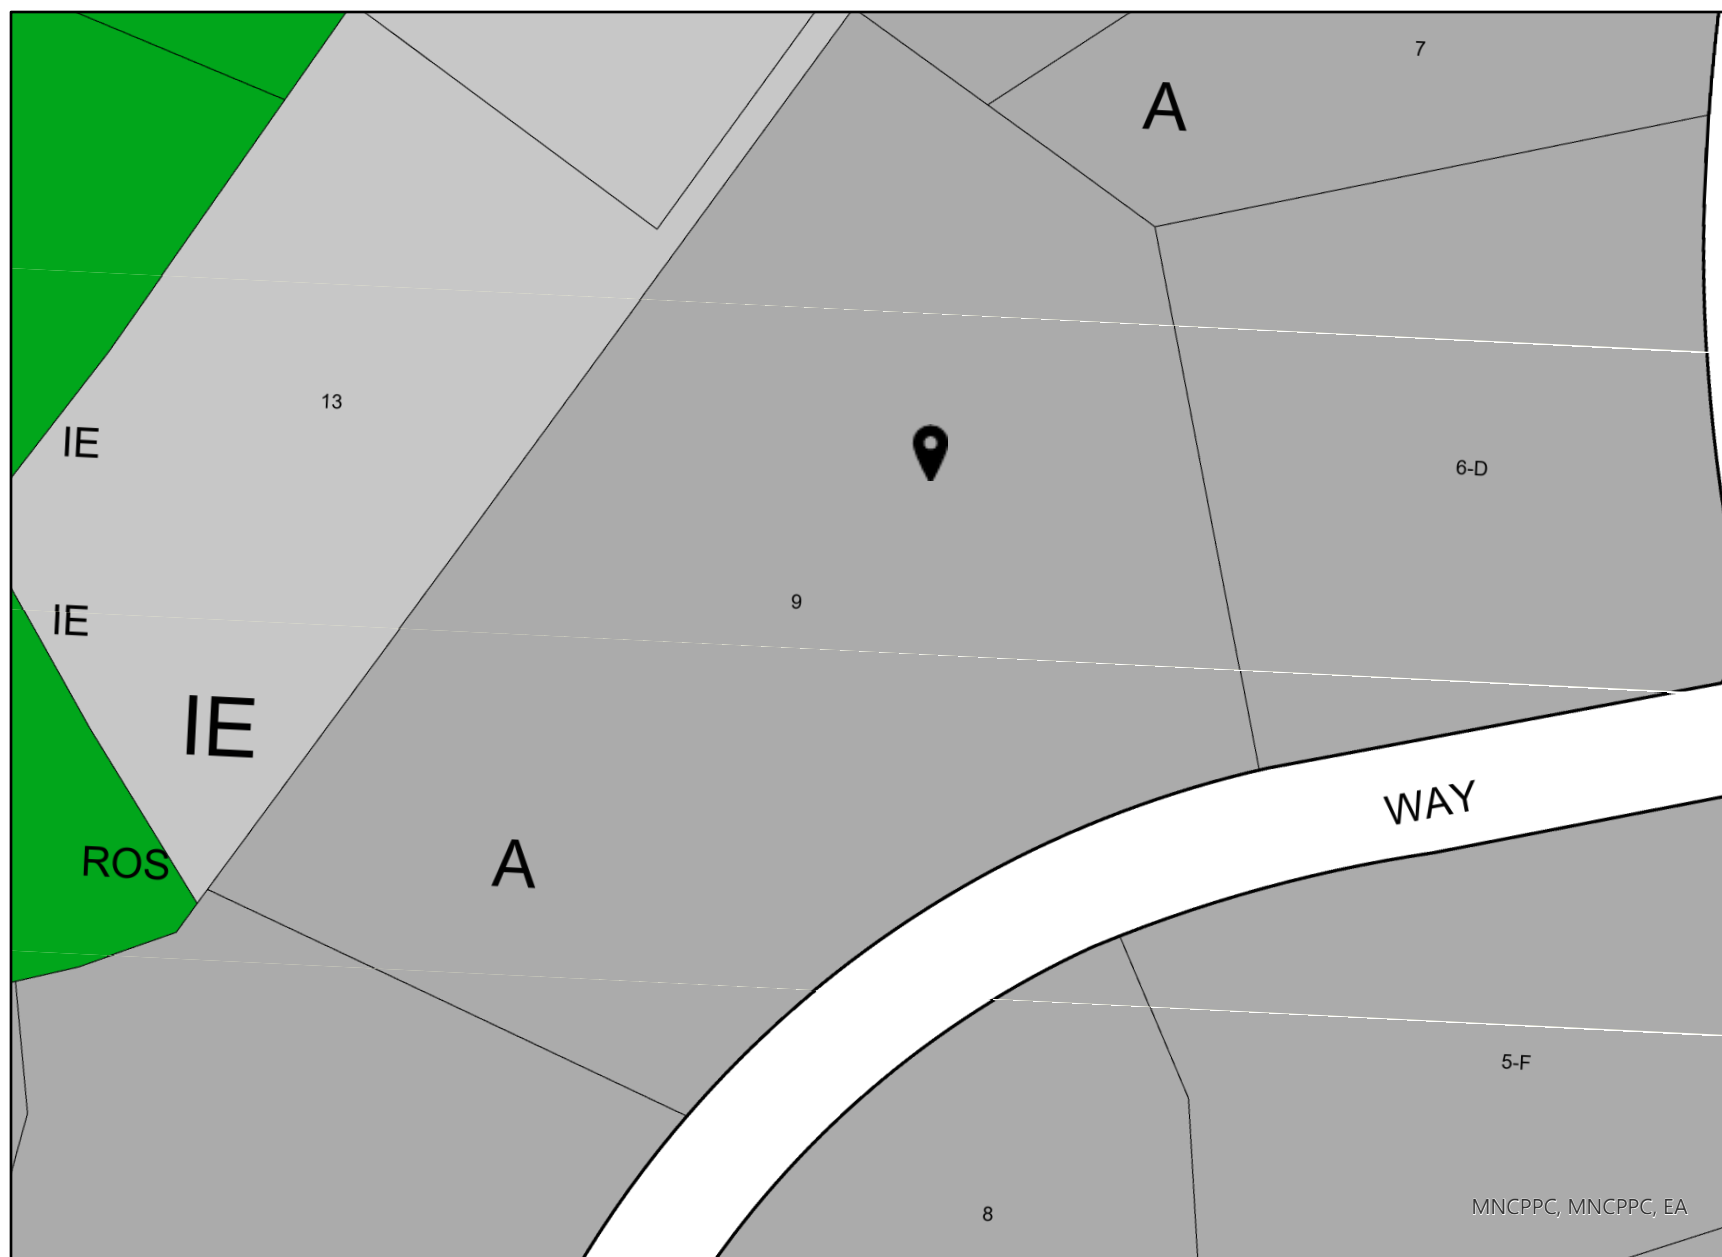 7
A
13
IE
6-D
9
IE
IE
WAY
ROS
A
5-F
MNCPPC, MNCPPC, EA
8